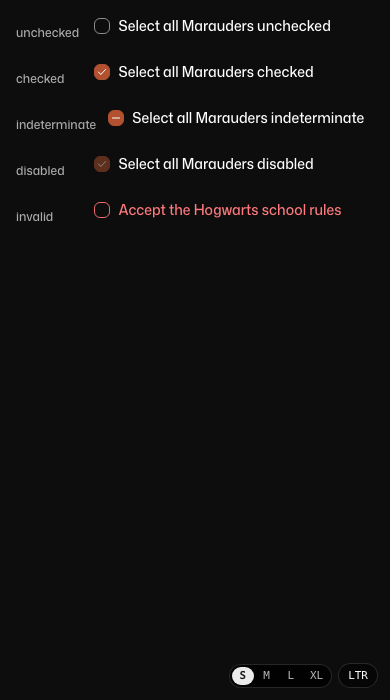 unchecked Select all Marauders unchecked
checked Select all Marauders checked
indeterminate Select all Marauders indeterminate
disabled Select all Marauders disabled
invalid Accept the Hogwarts school rules
S M L XL LTR